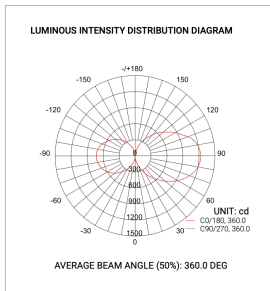 LUMINOUS INTENSITY DISTRIBUTION DIAGRAM
-/+180
-150 150
-120 120
-90 90
-60 60
-30 30
0
0
300
600
900
1200
1500
0
UNIT: cd
C0/180, 360.0
C90/270, 360.0
AVERAGE BEAM ANGLE (50%): 360.0 DEG